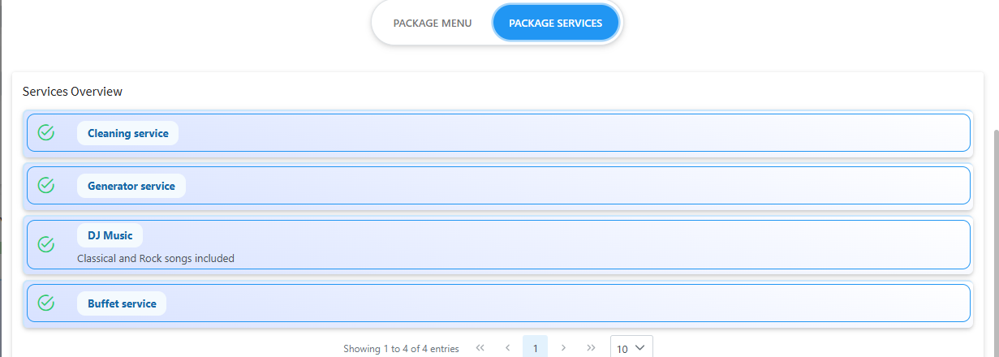 PACKAGE MENU PACKAGE SERVICES
Services Overview
Cleaning service
Generator service
DJ Music
Classical and Rock songs included
Buffet service
Showing 1 to 4 of 4 entries « ‹ 1 › » 10